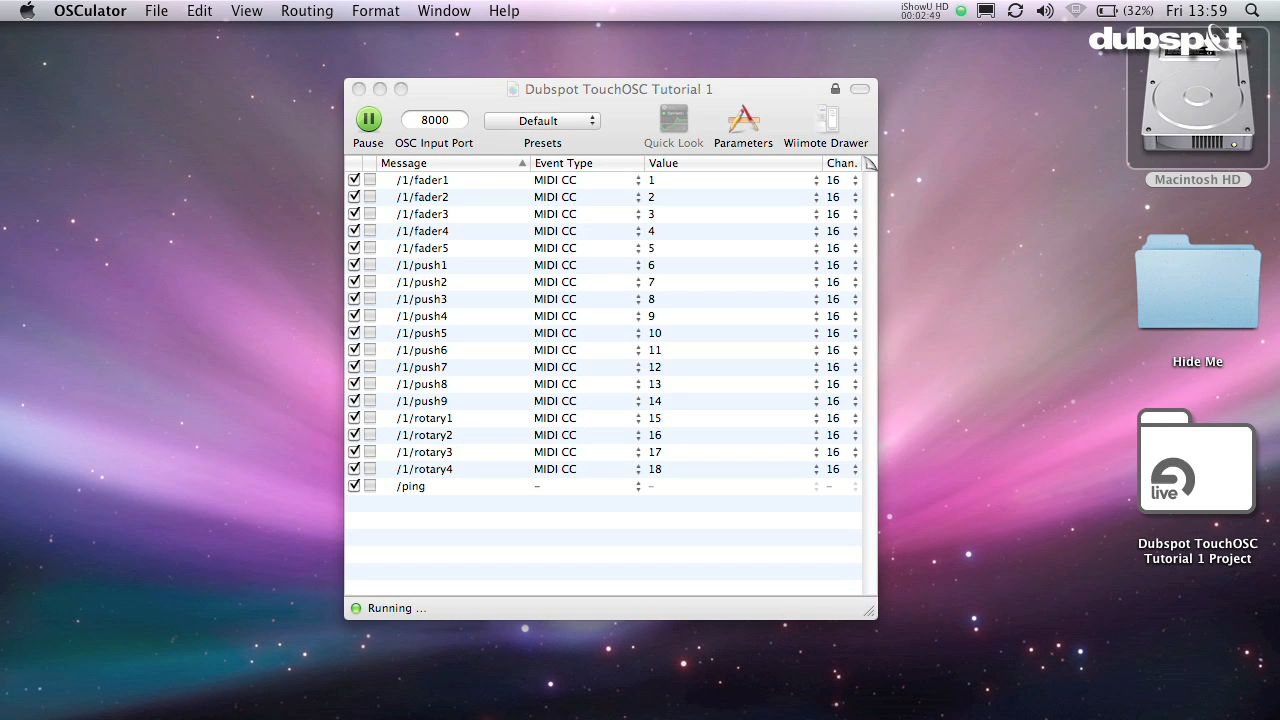 OSCulator File Edit View Routing Format Window Help iShowU HD 00:02:49 (32%) Fri 13:59
dubspot
Dubspot TouchOSC Tutorial 1
8000 Default
Pause OSC Input Port Presets Quick Look Parameters Wiimote Drawer
Message Event Type Value Chan.
/1/fader1 MIDI CC 1 16
/1/fader2 MIDI CC 2 16
/1/fader3 MIDI CC 3 16
/1/fader4 MIDI CC 4 16
/1/fader5 MIDI CC 5 16
/1/push1 MIDI CC 6 16
/1/push2 MIDI CC 7 16
/1/push3 MIDI CC 8 16
/1/push4 MIDI CC 9 16
/1/push5 MIDI CC 10 16
/1/push6 MIDI CC 11 16
/1/push7 MIDI CC 12 16
/1/push8 MIDI CC 13 16
/1/push9 MIDI CC 14 16
/1/rotary1 MIDI CC 15 16
/1/rotary2 MIDI CC 16 16
/1/rotary3 MIDI CC 17 16
/1/rotary4 MIDI CC 18 16
/ping – – –
Running ...
Macintosh HD
Hide Me
live
Dubspot TouchOSC
Tutorial 1 Project